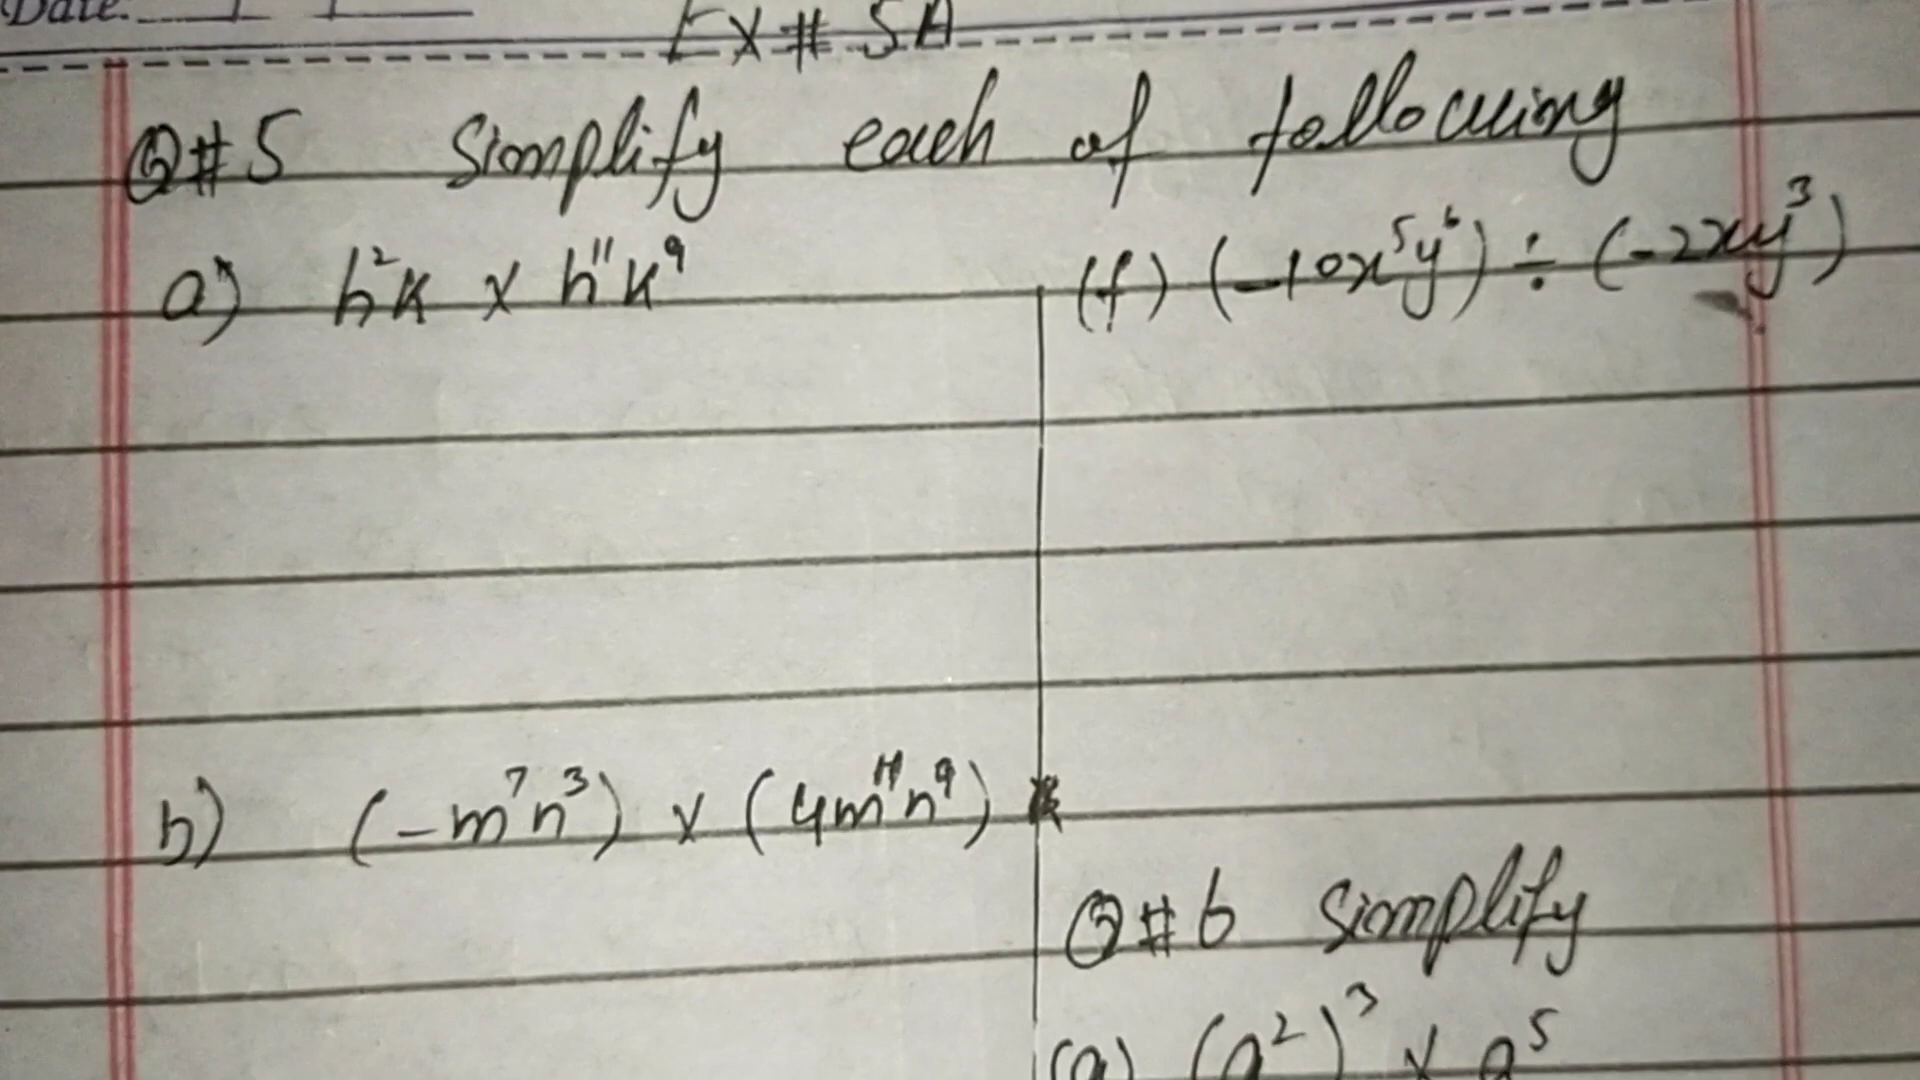 Date:
EX# 5A
Q#5 Simplify each of following
a) h²k × h¹¹k⁹
(f) (-10x⁵y⁶) ÷ (-2xy³)
b) (-m⁷n³) × (4m¹¹n⁹)
Q#6 Simplify
(a) (a²)³ × a⁵